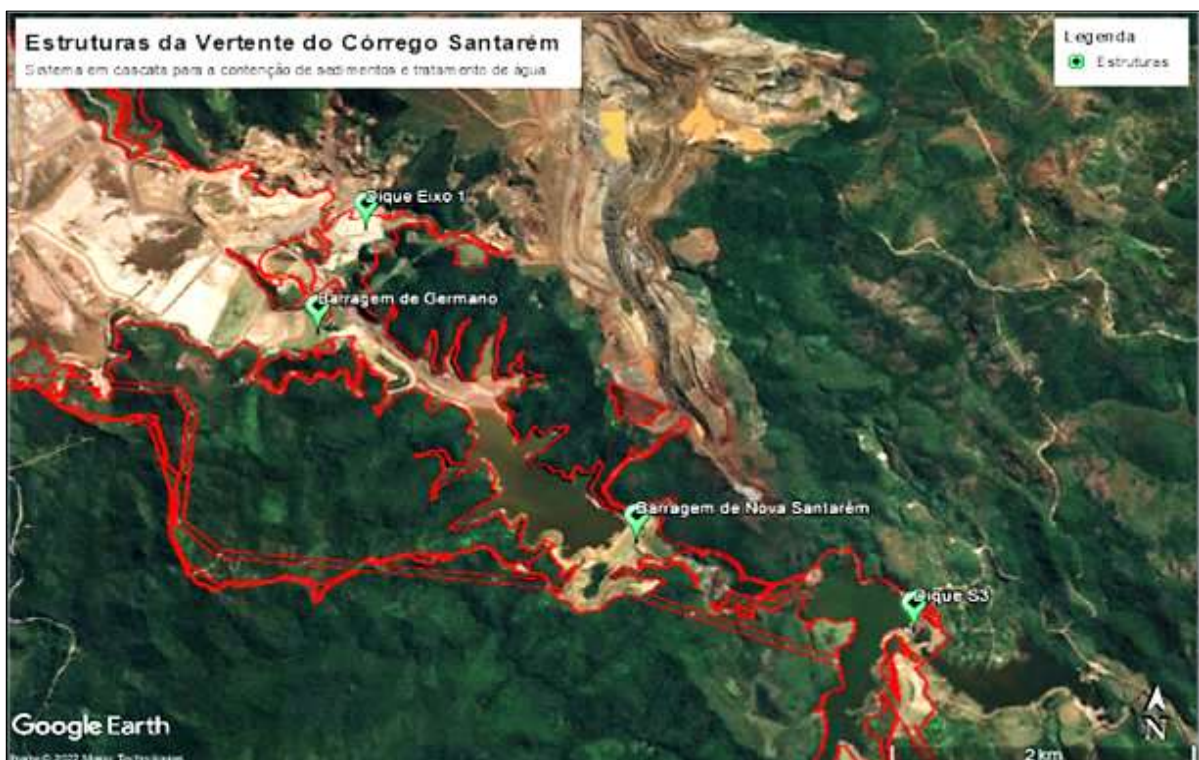 Estruturas da Vertente do Córrego Santarém
Sistema em cascata para a contenção de sedimentos e tratamento de água
Legenda
Estruturas
Dique Eixo 1
Barragem de Germano
Barragem de Nova Santarém
Dique S3
Google Earth
N
2 km